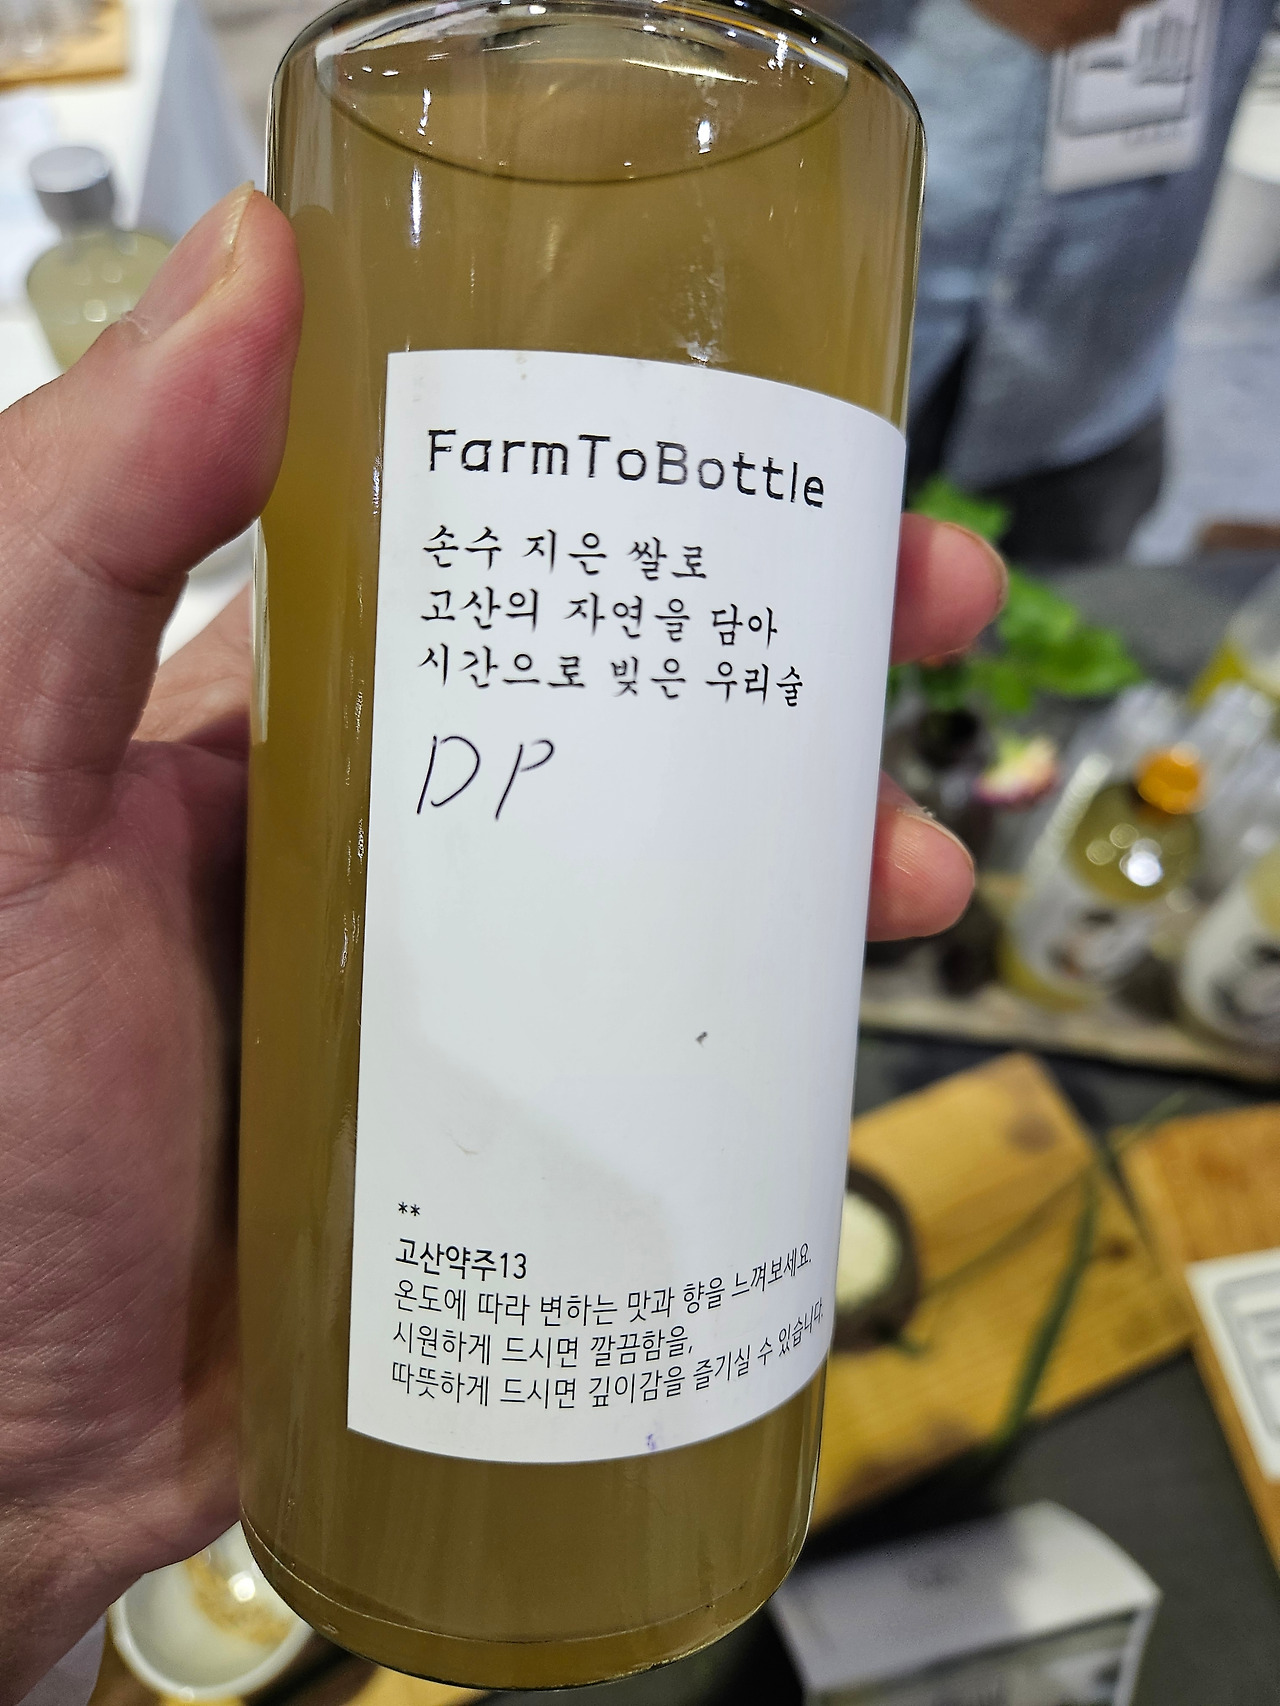 FarmToBottle
손수 지은 쌀로
고산의 자연을 담아
시간으로 빚은 우리술
DP
**
고산약주13
온도에 따라 변하는 맛과 향을 느껴보세요.
시원하게 드시면 깔끔함을,
따뜻하게 드시면 깊이감을 즐기실 수 있습니다.